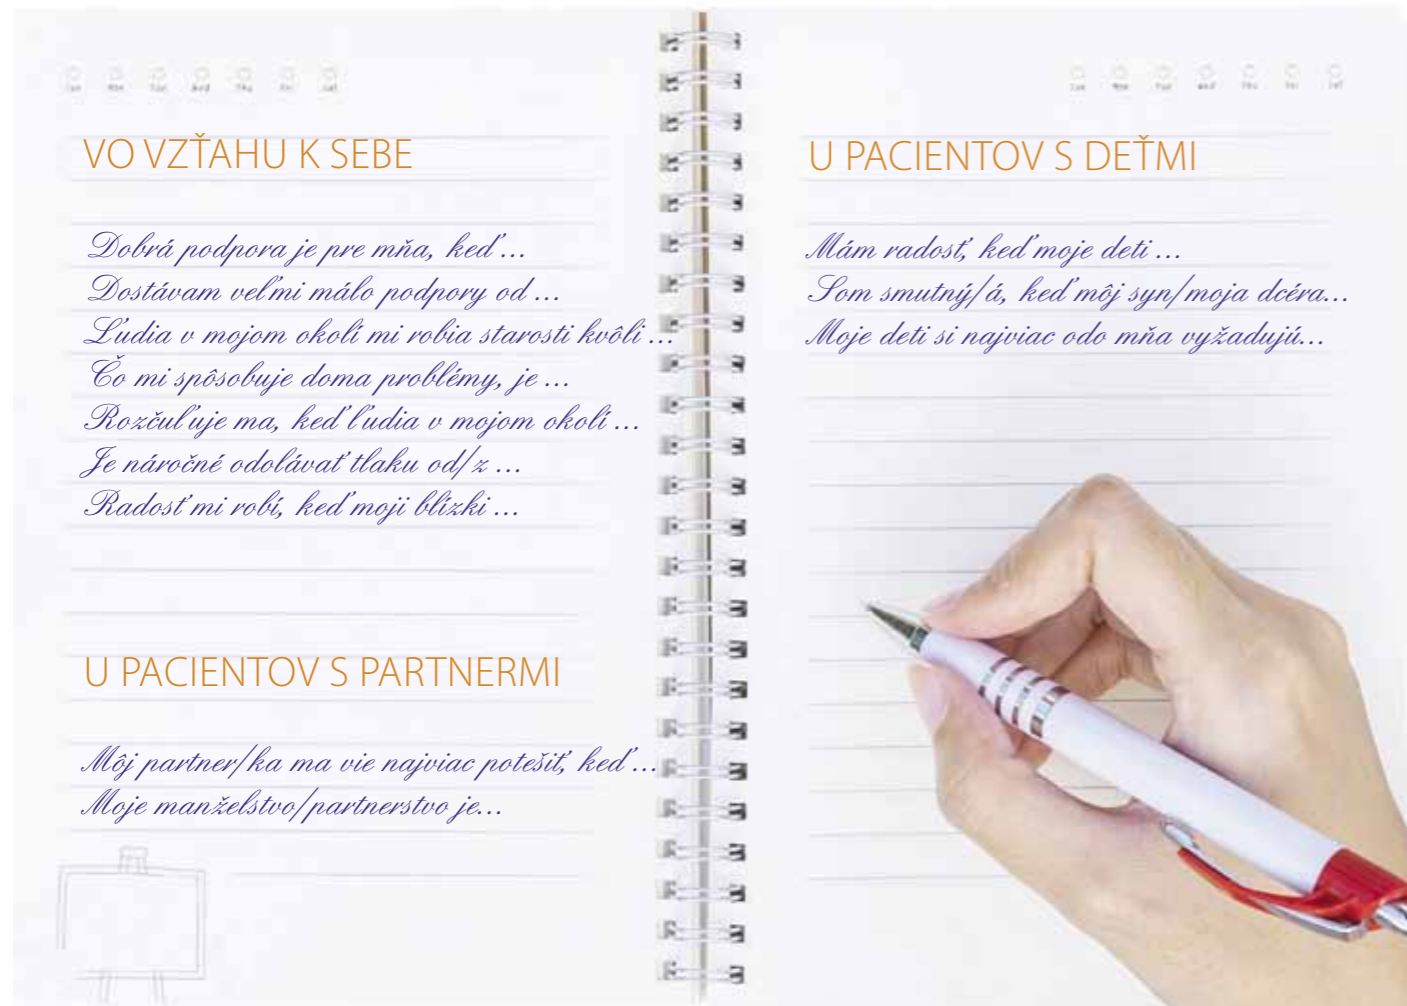 VO VZŤAHU K SEBE
Dobrá podpora je pre mňa, keď ...
Dostávam veľmi málo podpory od ...
Ľudia v mojom okolí mi robia starosti kvôli ...
Čo mi spôsobuje doma problémy, je ...
Rozčuľuje ma, keď ľudia v mojom okolí ...
Je náročné odolávať tlaku od/z ...
Radosť mi robí, keď moji blízki ...
U PACIENTOV S PARTNERMI
Môj partner/ka ma vie najviac potešiť, keď ...
Moje manželstvo/partnerstvo je...
U PACIENTOV S DEŤMI
Mám radosť, keď moje deti ...
Som smutný/á, keď môj syn/moja dcéra...
Moje deti si najviac odo mňa vyžadujú...